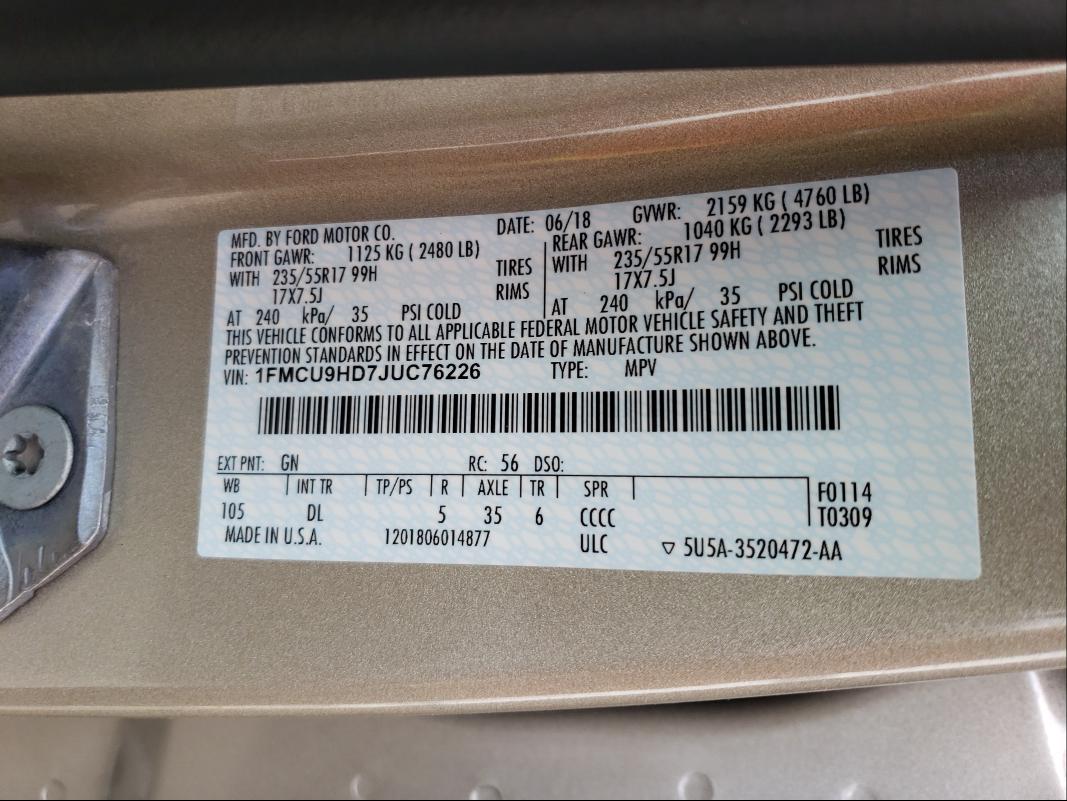 MFD. BY FORD MOTOR CO. DATE: 06/18 GVWR: 2159 KG ( 4760 LB)
FRONT GAWR: 1125 KG ( 2480 LB) REAR GAWR: 1040 KG ( 2293 LB)
WITH 235/55R17 99H TIRES WITH 235/55R17 99H TIRES
17X7.5J RIMS 17X7.5J RIMS
AT 240 kPa/ 35 PSI COLD AT 240 kPa/ 35 PSI COLD
THIS VEHICLE CONFORMS TO ALL APPLICABLE FEDERAL MOTOR VEHICLE SAFETY AND THEFT
PREVENTION STANDARDS IN EFFECT ON THE DATE OF MANUFACTURE SHOWN ABOVE.
VIN: 1FMCU9HD7JUC76226 TYPE: MPV
EXT PNT: GN RC: 56 DSO:
WB INT TR TP/PS R AXLE TR SPR F0114
105 DL 5 35 6 CCCC T0309
MADE IN U.S.A. 1201806014877 ULC ▽ 5U5A-3520472-AA